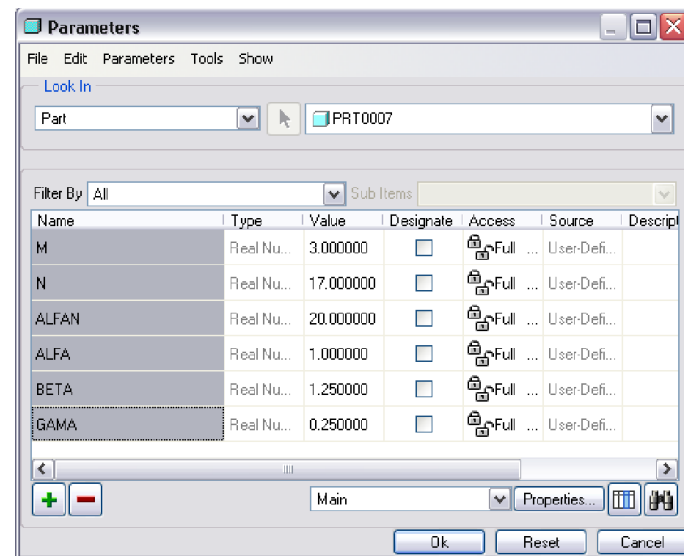 Parameters
File Edit Parameters Tools Show
Look In
Part PRT0007
Filter By All Sub Items
Name Type Value Designate Access Source Descript
M Real Nu... 3.000000 Full ... User-Defi...
N Real Nu... 17.000000 Full ... User-Defi...
ALFAN Real Nu... 20.000000 Full ... User-Defi...
ALFA Real Nu... 1.000000 Full ... User-Defi...
BETA Real Nu... 1.250000 Full ... User-Defi...
GAMA Real Nu... 0.250000 Full ... User-Defi...
Main Properties...
Ok Reset Cancel